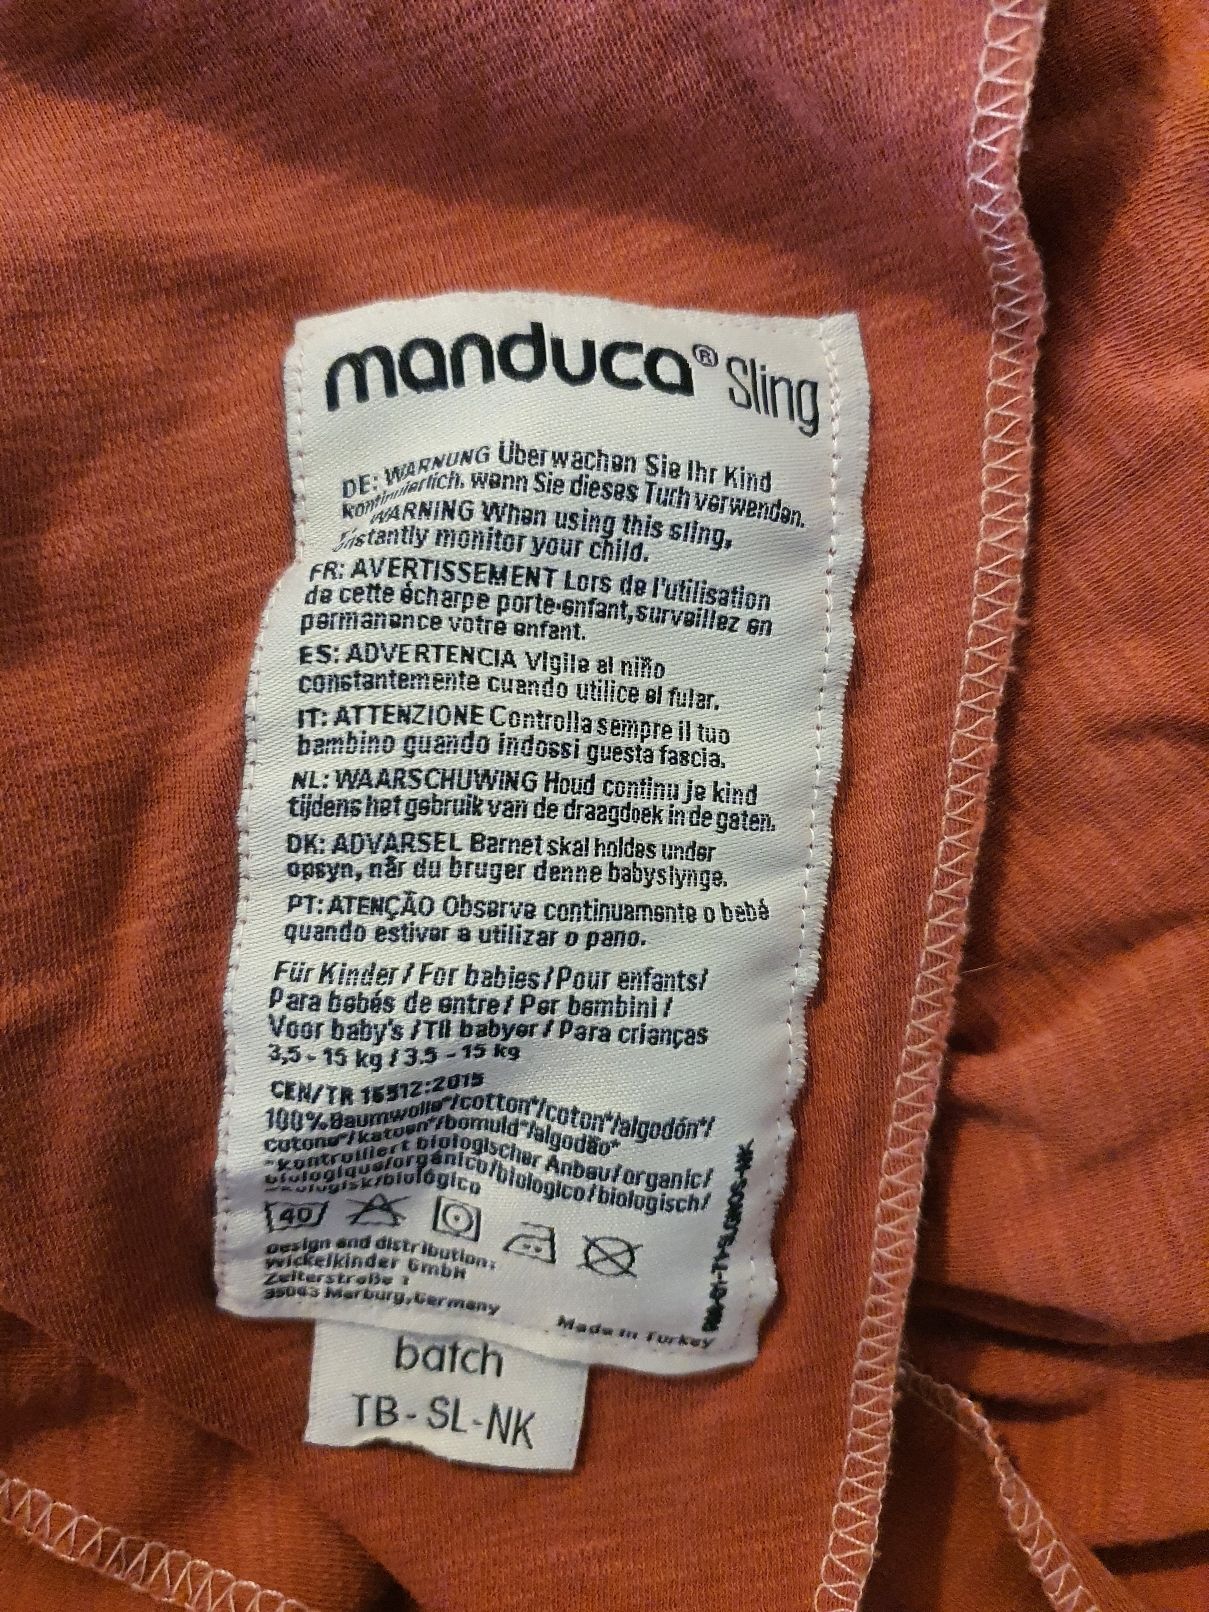 manduca® Sling
DE: WARNUNG Überwachen Sie Ihr Kind
kontinuierlich, wenn Sie dieses Tuch verwenden.
WARNING When using this sling,
monitor your child.
FR: AVERTISSEMENT Lors de l'utilisation
de cette écharpe porte-enfant, surveillez en
permanence votre enfant.
ES: ADVERTENCIA Vigile al niño
constantemente cuando utilice el fular.
IT: ATTENZIONE Controlla sempre il tuo
bambino guando indossi guesta fascia.
NL: WAARSCHUWING Houd continu je kind
tijdens het gebruik van de draagdoek in de gaten.
DK: ADVARSEL Barnet skal holdes under
opsyn, når du bruger denne babyslynge.
PT: ATENÇÃO Observe continuamente o bebé
quando estiver a utilizar o pano.
Für Kinder / For babies / Pour enfants/
Para bebés de entre / Per bambini /
Voor baby's / Til babyer / Para crianças
3,5 - 15 kg / 3.5 - 15 kg
CEN/TR 16512:2015
100% Baumwolle*/cotton*/coton*/algodón*/
cotone*/katoen*/bomuld*/algodão*
kontrolliert biologischer Anbau/organic/
biologique/orgánico/biologico/biologisch/
økologisk/biológico
40
Design and distribution:
Wickelkinder GmbH
Zeiterstraße 1
35043 Marburg, Germany
Made in Turkey
batch
TB-SL-NK